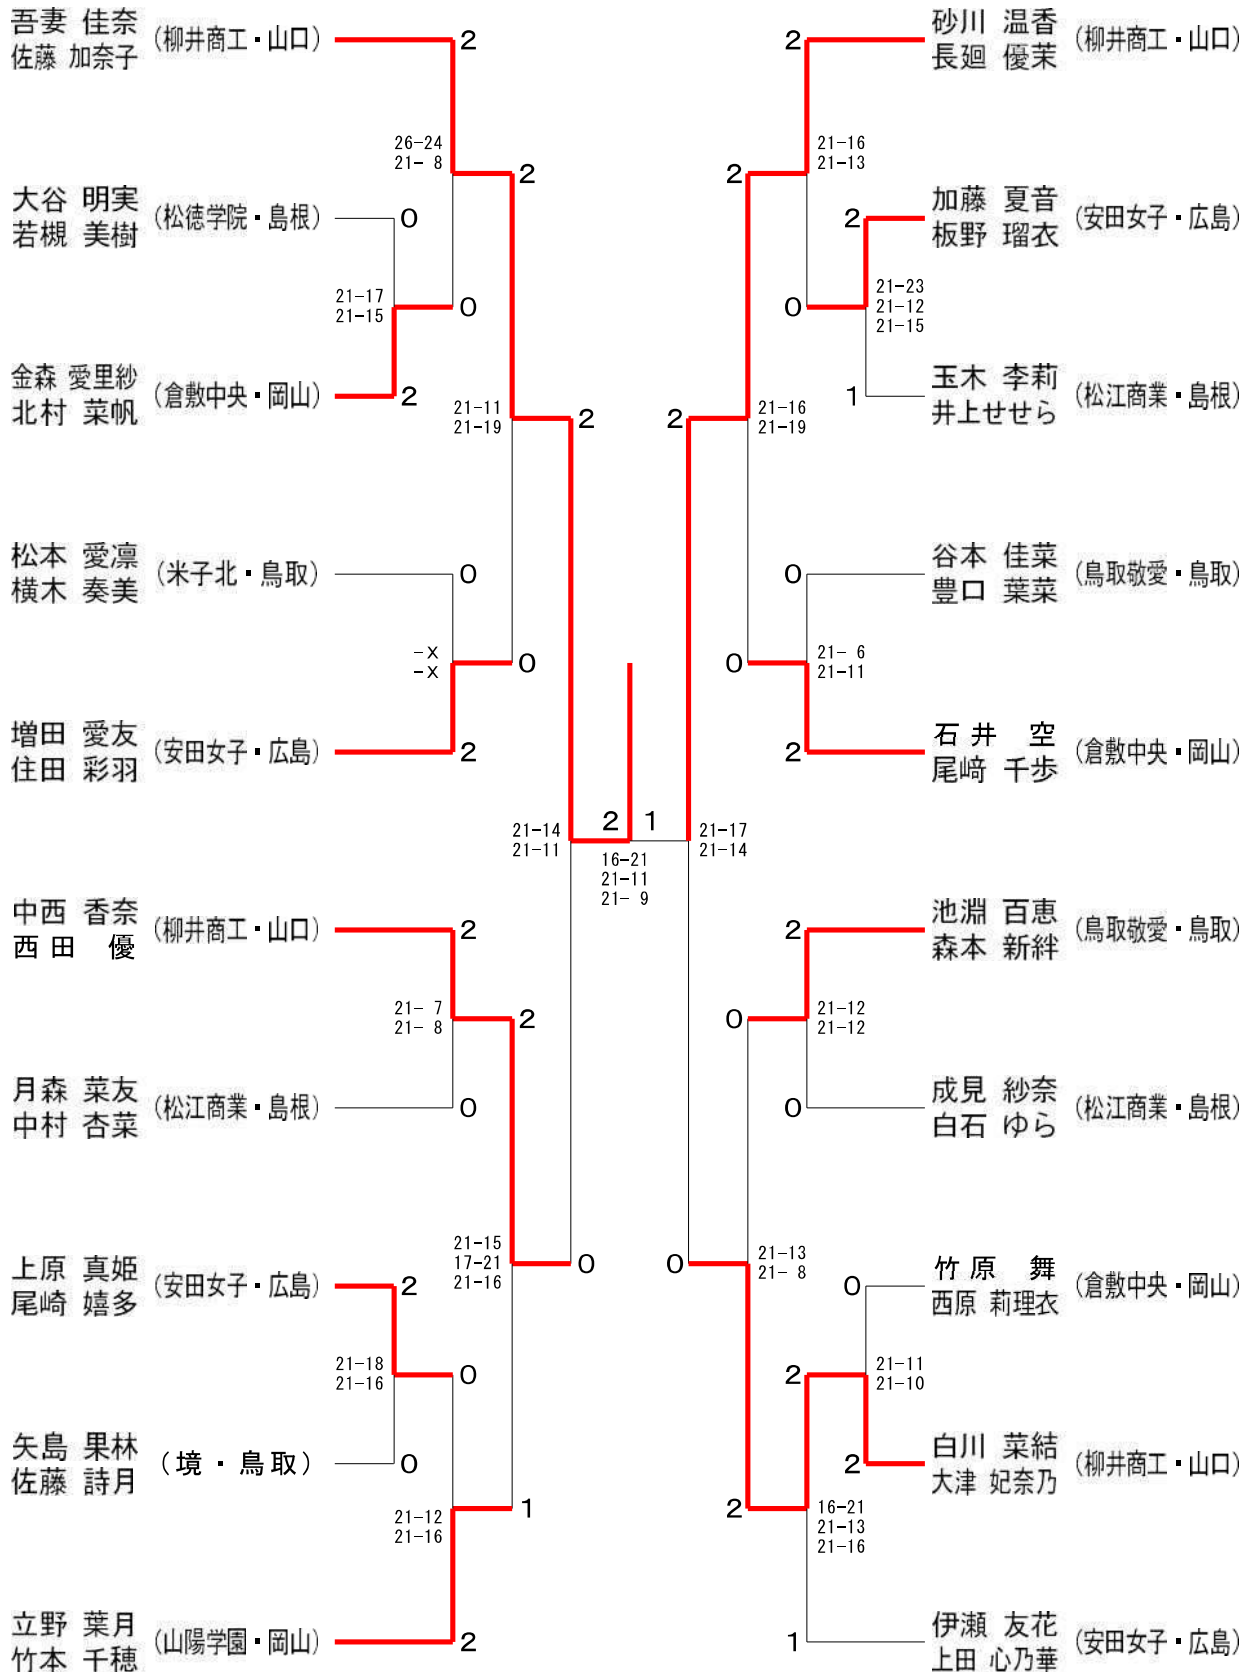 吾妻 佳奈
佐藤 加奈子
(柳井商工・山口)
2
26-24
21- 8
2
大谷 明実
若槻 美樹
(松徳学院・島根)
0
21-17
21-15
0
金森 愛里紗
北村 菜帆
(倉敷中央・岡山)
2
21-11
21-19
2
松本 愛凛
横木 奏美
(米子北・鳥取)
0
-X
-X
0
増田 愛友
住田 彩羽
(安田女子・広島)
2
21-14
21-11
中西 香奈
西田 優
(柳井商工・山口)
2
21- 7
21- 8
2
月森 菜友
中村 杏菜
(松江商業・島根)
0
21-15
17-21
21-16
0
上原 真姫
尾崎 嬉多
(安田女子・広島)
2
21-18
21-16
0
矢島 果林
佐藤 詩月
(境・鳥取)
0
21-12
21-16
1
立野 葉月
竹本 千穂
(山陽学園・岡山)
2
2 1
16-21
21-11
21- 9
2
砂川 温香
長廻 優茉
(柳井商工・山口)
2
21-16
21-13
2
加藤 夏音
板野 瑠衣
(安田女子・広島)
0
21-23
21-12
21-15
1
玉木 李莉
井上せせら
(松江商業・島根)
2
21-16
21-19
0
谷本 佳菜
豊口 葉菜
(鳥取敬愛・鳥取)
0
21- 6
21-11
2
石井 空
尾﨑 千歩
(倉敷中央・岡山)
21-17
21-14
2
池淵 百恵
森本 新絆
(鳥取敬愛・鳥取)
0
21-12
21-12
0
成見 紗奈
白石 ゆら
(松江商業・島根)
0
21-13
21- 8
0
竹原 舞
西原 莉理衣
(倉敷中央・岡山)
2
21-11
21-10
2
白川 菜結
大津 妃奈乃
(柳井商工・山口)
2
16-21
21-13
21-16
1
伊瀬 友花
上田 心乃華
(安田女子・広島)